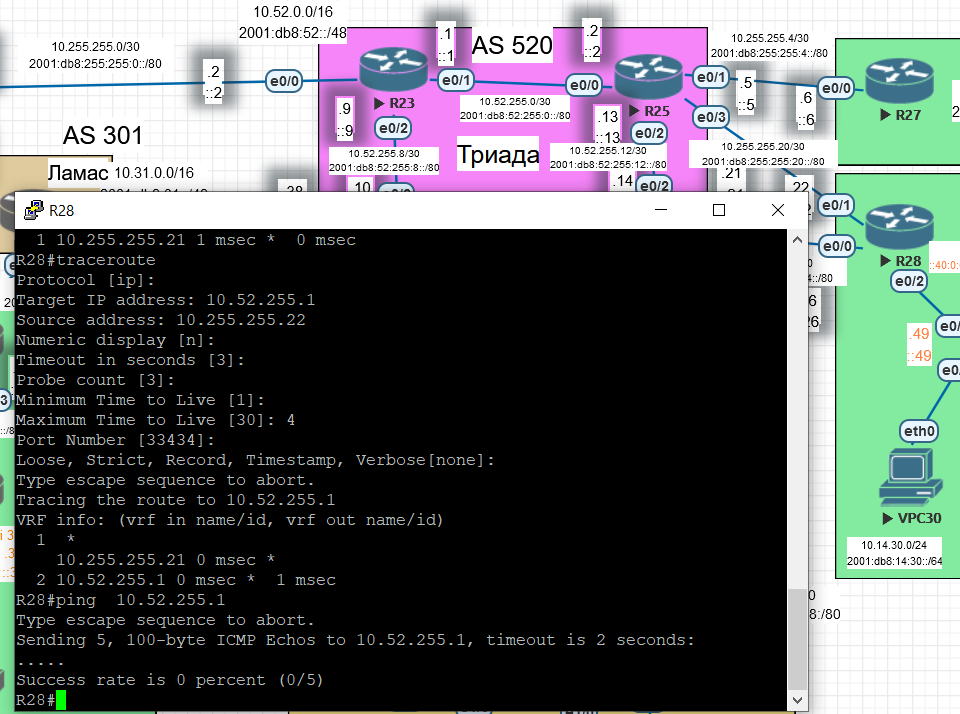 10.52.0.0/16
2001:db8:52::/48
10.255.255.0/30
2001:db8:255:255:0::/80
.2
::2
e0/0
.1
::1
AS 520
.2
::2
10.255.255.4/30
2001:db8:255:255:4::/80
e0/1
e0/0
e0/1
.5
::5
.6
::6
e0/0
R23
R25
R27
10.52.255.0/30
2001:db8:52:255:0::/80
.9
::9
e0/2
.13
::13
e0/2
e0/3
AS 301
Ламас
10.31.0.0/16
10.52.255.8/30
2001:db8:52:255:8::/80
Триада
10.52.255.12/30
2001:db8:52:255:12::/80
10.255.255.20/30
2001:db8:255:255:20::/80
.10
.14
e0/2
.21
.22
e0/1
e0/0
R28
e0/2
.49
::49
eth0
VPC30
10.14.30.0/24
2001:db8:14:30::/64
R28
1 10.255.255.21 1 msec *  0 msec
R28#traceroute
Protocol [ip]:
Target IP address: 10.52.255.1
Source address: 10.255.255.22
Numeric display [n]:
Timeout in seconds [3]:
Probe count [3]:
Minimum Time to Live [1]:
Maximum Time to Live [30]: 4
Port Number [33434]:
Loose, Strict, Record, Timestamp, Verbose[none]:
Type escape sequence to abort.
Tracing the route to 10.52.255.1
VRF info: (vrf in name/id, vrf out name/id)
1  *
10.255.255.21 0 msec *
2 10.52.255.1 0 msec *  1 msec
R28#ping  10.52.255.1
Type escape sequence to abort.
Sending 5, 100-byte ICMP Echos to 10.52.255.1, timeout is 2 seconds:
.....
Success rate is 0 percent (0/5)
R28#